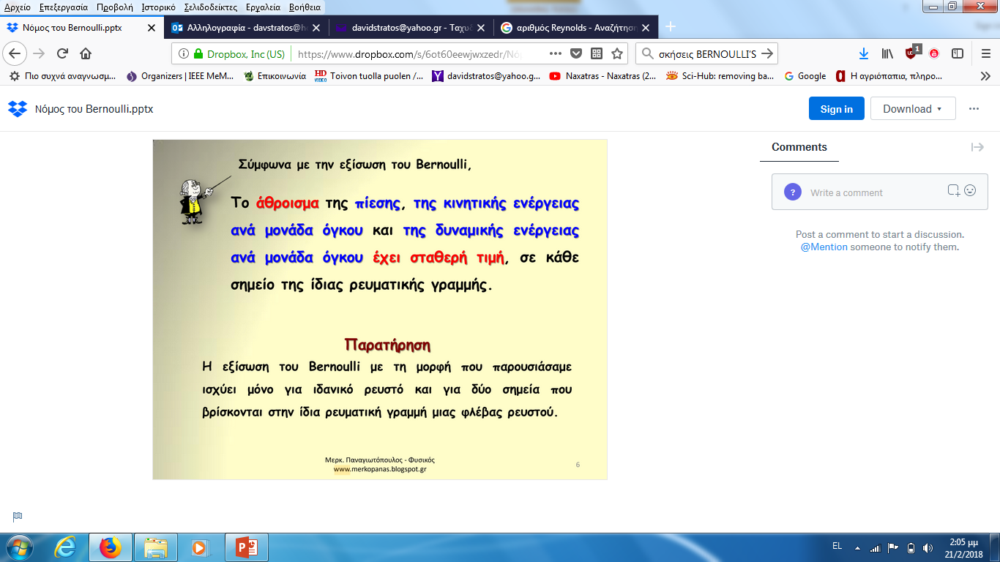 Αρχείο Επεξεργασία Προβολή Ιστορικό Σελιδοδείκτες Εργαλεία Βοήθεια
Νόμος του Bernoulli.pptx
Αλληλογραφία - davstratos@h
davidstratos@yahoo.gr - Ταχυδ
αριθμός Reynolds - Αναζήτηση
Dropbox, Inc (US) https://www.dropbox.com/s/6ot60eewjwxzedr/Νό
σκήσεις BERNOULLI'S
1
Πιο συχνά αναγνωσμ... Organizers | IEEE MeM... Επικοινωνία Toivon tuolla puolen /... davidstratos@yahoo.g... Naxatras - Naxatras (2... Sci-Hub: removing ba... Google Η αγριόπαπια, πληρο...
Νόμος του Bernoulli.pptx
Sign in
Download
Σύμφωνα με την εξίσωση του Bernoulli,
Το άθροισμα της πίεσης, της κινητικής ενέργειας
ανά μονάδα όγκου και της δυναμικής ενέργειας
ανά μονάδα όγκου έχει σταθερή τιμή, σε κάθε
σημείο της ίδιας ρευματικής γραμμής.
Παρατήρηση
Η εξίσωση του Bernoulli με τη μορφή που παρουσιάσαμε
ισχύει μόνο για ιδανικό ρευστό και για δύο σημεία που
βρίσκονται στην ίδια ρευματική γραμμή μιας φλέβας ρευστού.
Μερκ. Παναγιωτόπουλος - Φυσικός
www.merkopanas.blogspot.gr
6
Comments
? Write a comment
Post a comment to start a discussion.
@Mention someone to notify them.
EL
2:05 μμ
21/2/2018